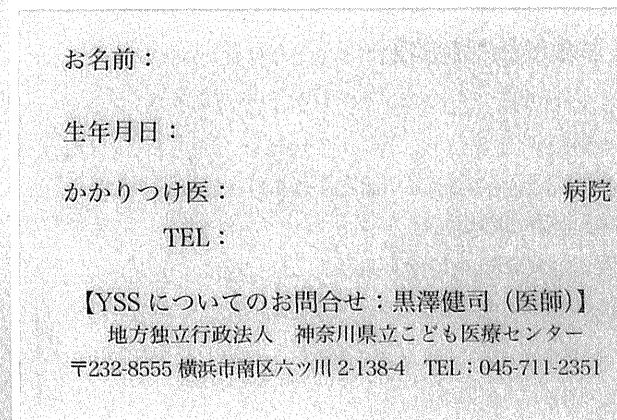 お名前：
生年月日：
かかりつけ医： 病院
TEL：
【YSS についてのお問合せ：黒澤健司（医師）】
地方独立行政法人 神奈川県立こども医療センター
〒232-8555 横浜市南区六ツ川 2-138-4 TEL：045-711-2351